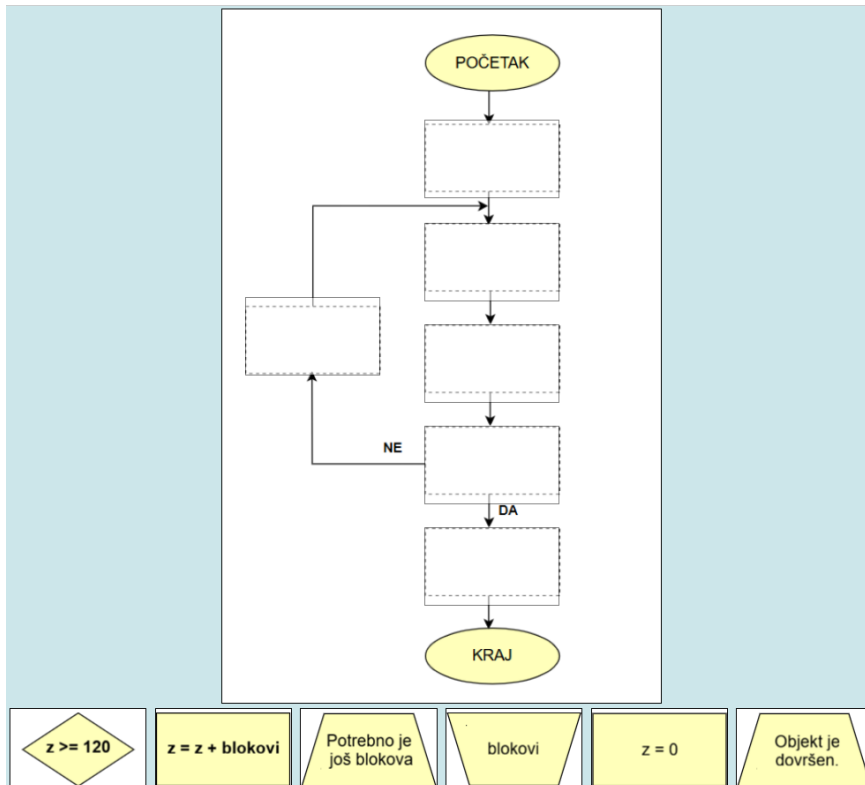 POČETAK
NE
DA
KRAJ
z >= 120
z = z + blokovi
Potrebno je
još blokova
blokovi
z = 0
Objekt je
dovršen.